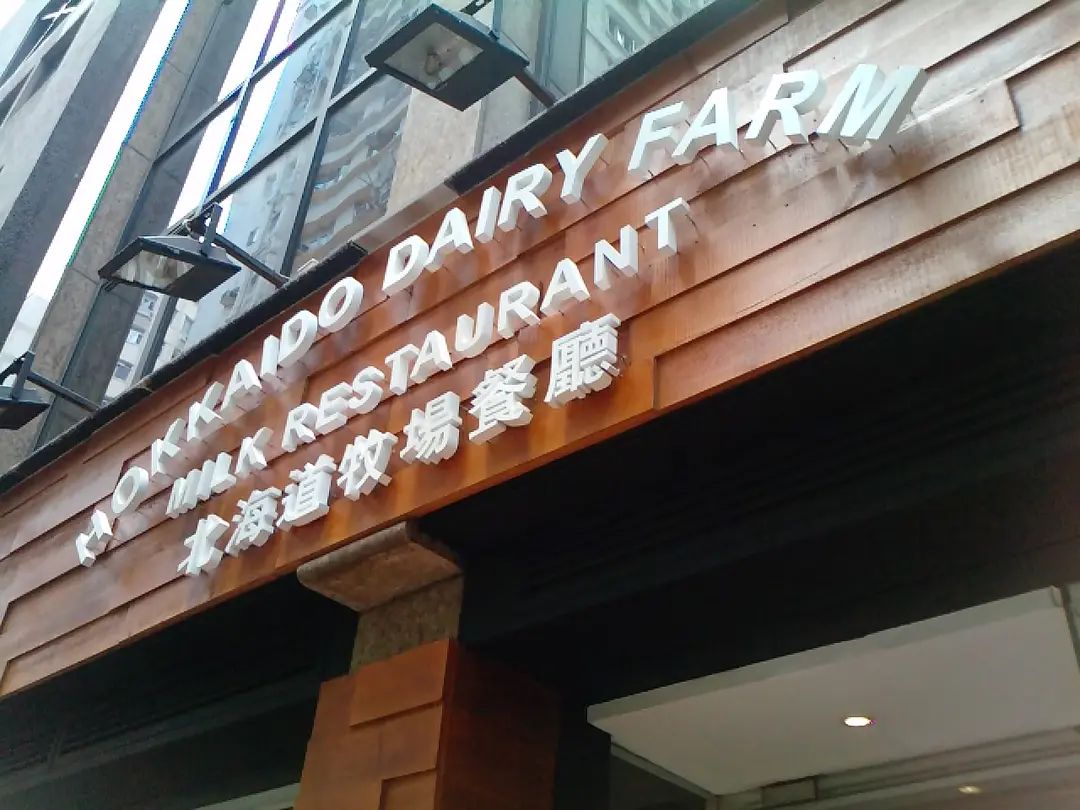 HOKKAIDO DAIRY FARM
MILK RESTAURANT
北海道牧場餐廳